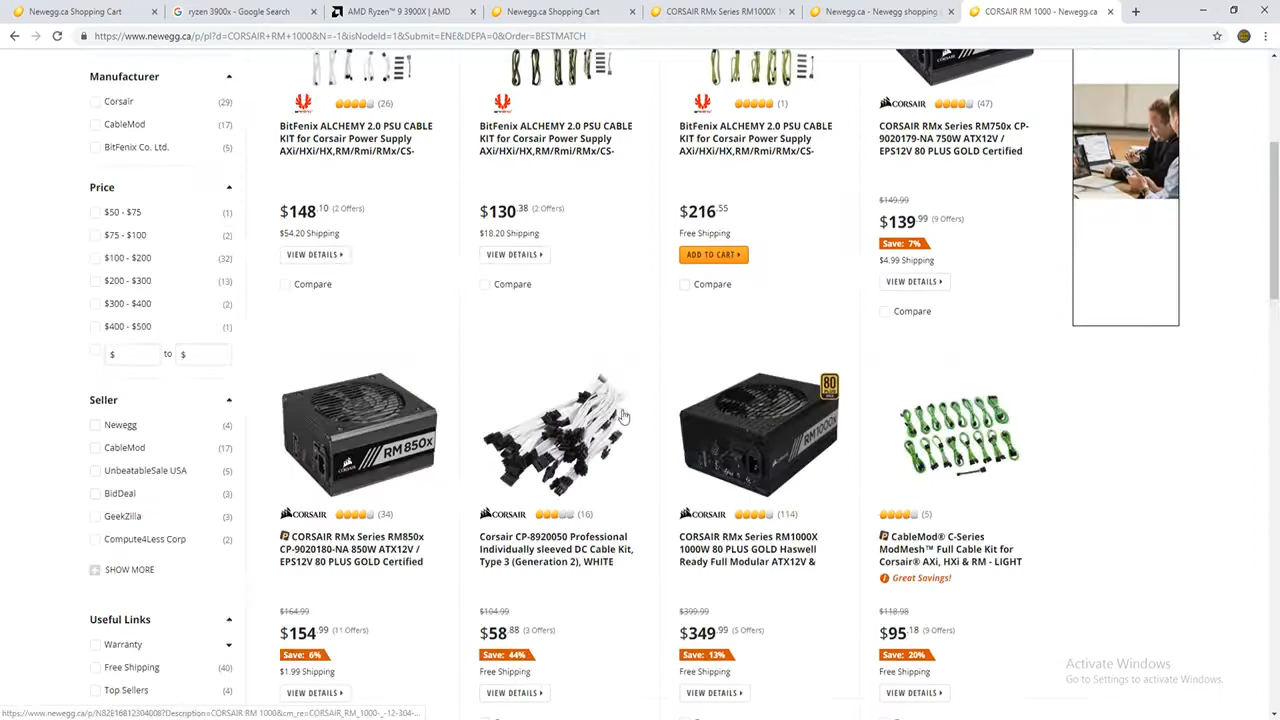 Newegg.ca Shopping Cart
ryzen 3900x - Google Search
AMD Ryzen™ 9 3900X | AMD
Newegg.ca Shopping Cart
CORSAIR RMx Series RM1000X 1
Newegg.ca - Newegg shopping
CORSAIR RM 1000 - Newegg.ca
https://www.newegg.ca/p/pl?d=CORSAIR+RM+1000&N=-1&isNodeId=1&Submit=ENE&DEPA=0&Order=BESTMATCH
Manufacturer
Corsair (29)
CableMod (17)
BitFenix Co. Ltd. (5)
Price
$50 - $75 (1)
$75 - $100 (2)
$100 - $200 (32)
$200 - $300 (13)
$300 - $400 (2)
$400 - $500 (1)
$ to $
Seller
Newegg (4)
CableMod (17)
UnbeatableSale USA (5)
BidDeal (3)
GeekZilla (3)
Compute4Less Corp (2)
SHOW MORE
Useful Links
Warranty
Free Shipping (40)
Top Sellers (4)
(26)
BitFenix ALCHEMY 2.0 PSU CABLE
KIT for Corsair Power Supply
AXi/HXi/HX,RM/Rmi/RMx/CS-
$148.10 (2 Offers)
$54.20 Shipping
VIEW DETAILS
Compare
BitFenix ALCHEMY 2.0 PSU CABLE
KIT for Corsair Power Supply
AXi/HXi/HX,RM/Rmi/RMx/CS-
$130.38 (2 Offers)
$18.20 Shipping
VIEW DETAILS
Compare
(1)
BitFenix ALCHEMY 2.0 PSU CABLE
KIT for Corsair Power Supply
AXi/HXi/HX,RM/Rmi/RMx/CS-
$216.55
Free Shipping
ADD TO CART
Compare
CORSAIR (47)
CORSAIR RMx Series RM750x CP-
9020179-NA 750W ATX12V /
EPS12V 80 PLUS GOLD Certified
$149.99
$139.99 (9 Offers)
Save: 7%
$4.99 Shipping
VIEW DETAILS
Compare
RM850x
CORSAIR (34)
CORSAIR RMx Series RM850x
CP-9020180-NA 850W ATX12V /
EPS12V 80 PLUS GOLD Certified
$164.99
$154.99 (11 Offers)
Save: 6%
$1.99 Shipping
VIEW DETAILS
CORSAIR (16)
Corsair CP-8920050 Professional
Individually sleeved DC Cable Kit,
Type 3 (Generation 2), WHITE
$104.99
$58.88 (3 Offers)
Save: 44%
Free Shipping
VIEW DETAILS
80
RM1000x
CORSAIR (114)
CORSAIR RMx Series RM1000X
1000W 80 PLUS GOLD Haswell
Ready Full Modular ATX12V &
$399.99
$349.99 (5 Offers)
Save: 13%
Free Shipping
VIEW DETAILS
(5)
CableMod® C-Series
ModMesh™ Full Cable Kit for
Corsair® AXi, HXi & RM - LIGHT
Great Savings!
$118.98
$95.18 (9 Offers)
Save: 20%
Free Shipping
VIEW DETAILS
Activate Windows
Go to Settings to activate Windows.
https://www.newegg.ca/p/N82E16812304008?Description=CORSAIR RM 1000&cm_re=CORSAIR_RM_1000-_-12-304-...